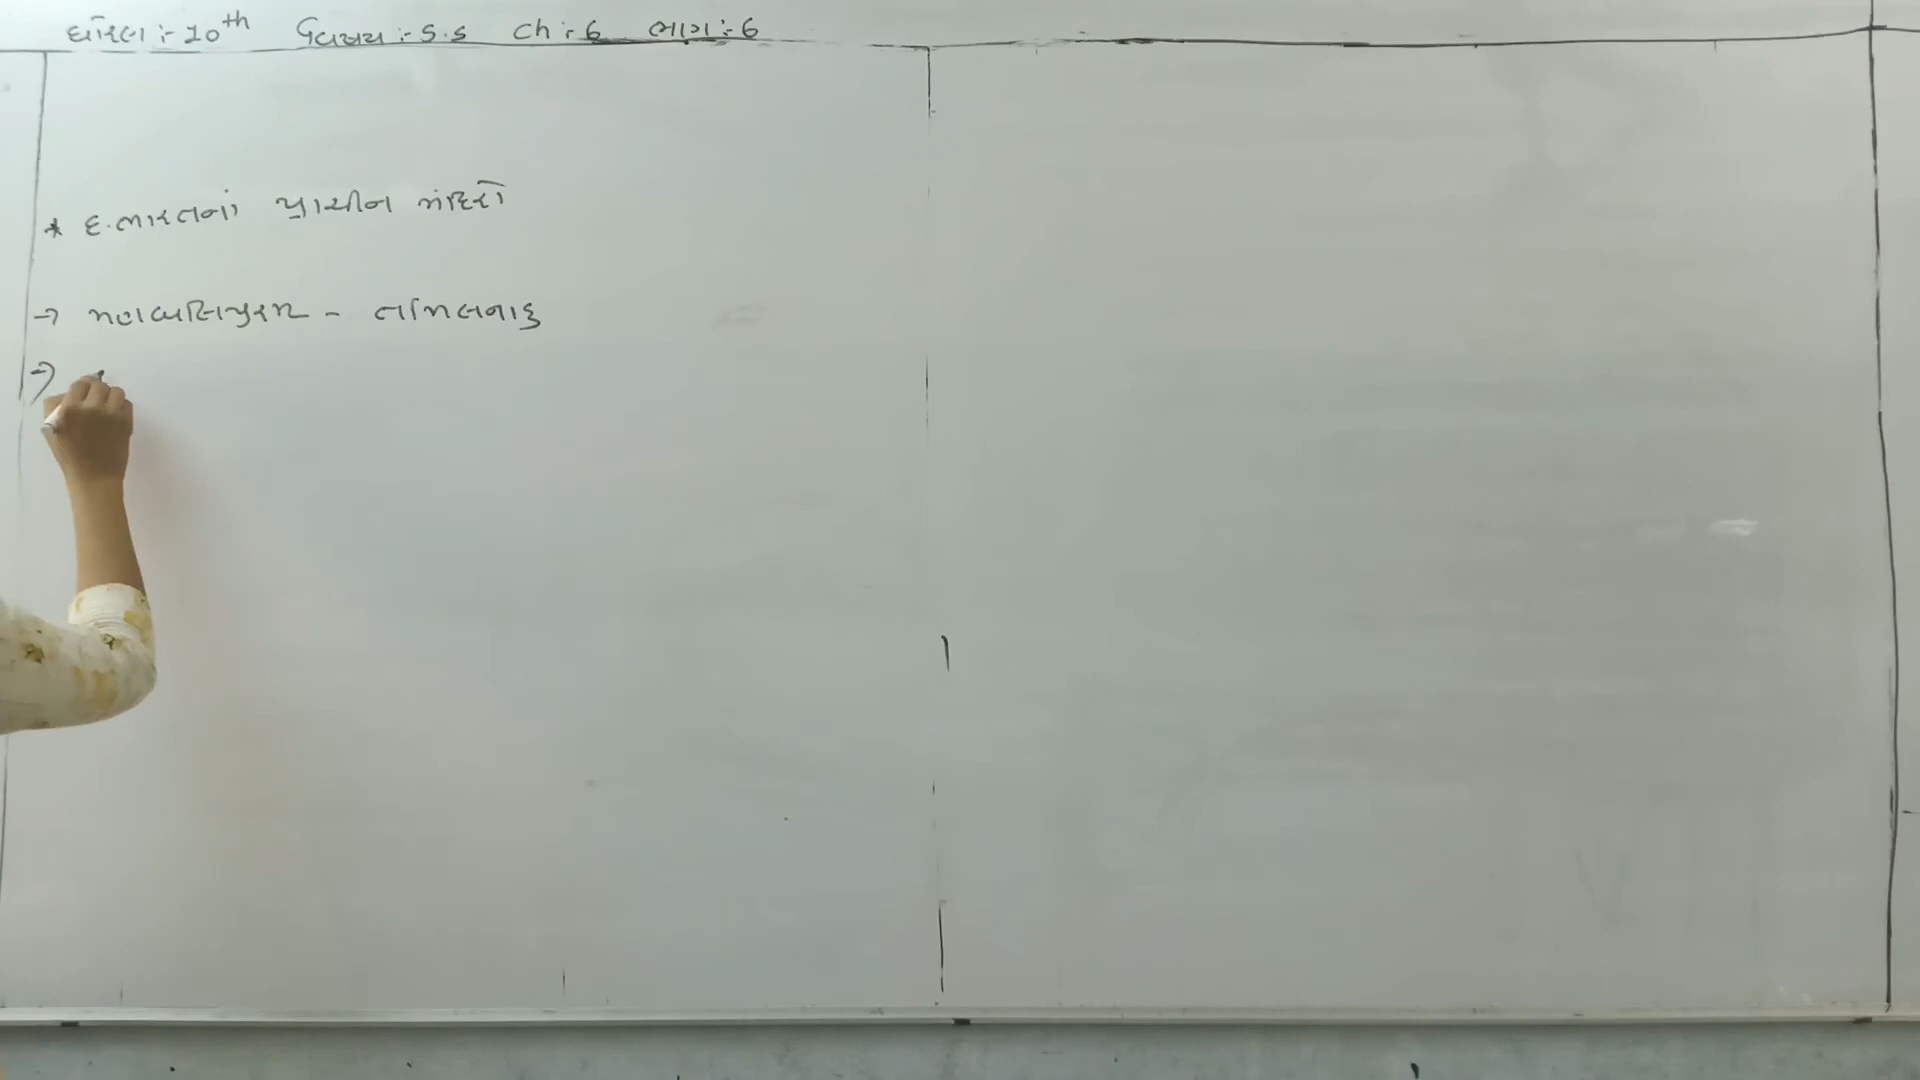 ધોરણ :- 10th વિષય :- S.S Ch : 6 ભાગ :- 6
* દ.ભારતનાં પ્રાચીન મંદિરો
→ મહાબલિપુરમ - તમિલનાડુ
→